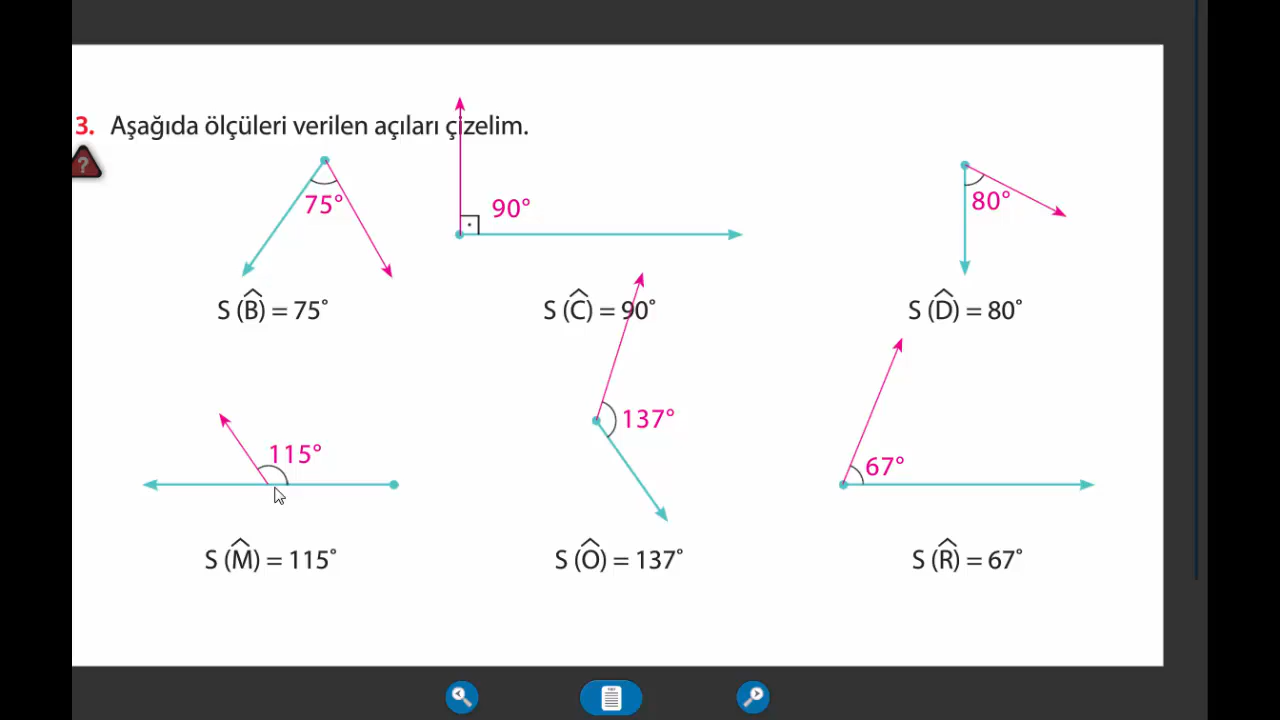 3. Aşağıda ölçüleri verilen açıları çizelim.
?
75° 90° 80°
S (B̂) = 75° S (Ĉ) = 90° S (D̂) = 80°
115° 137° 67°
S (M̂) = 115° S (Ô) = 137° S (R̂) = 67°